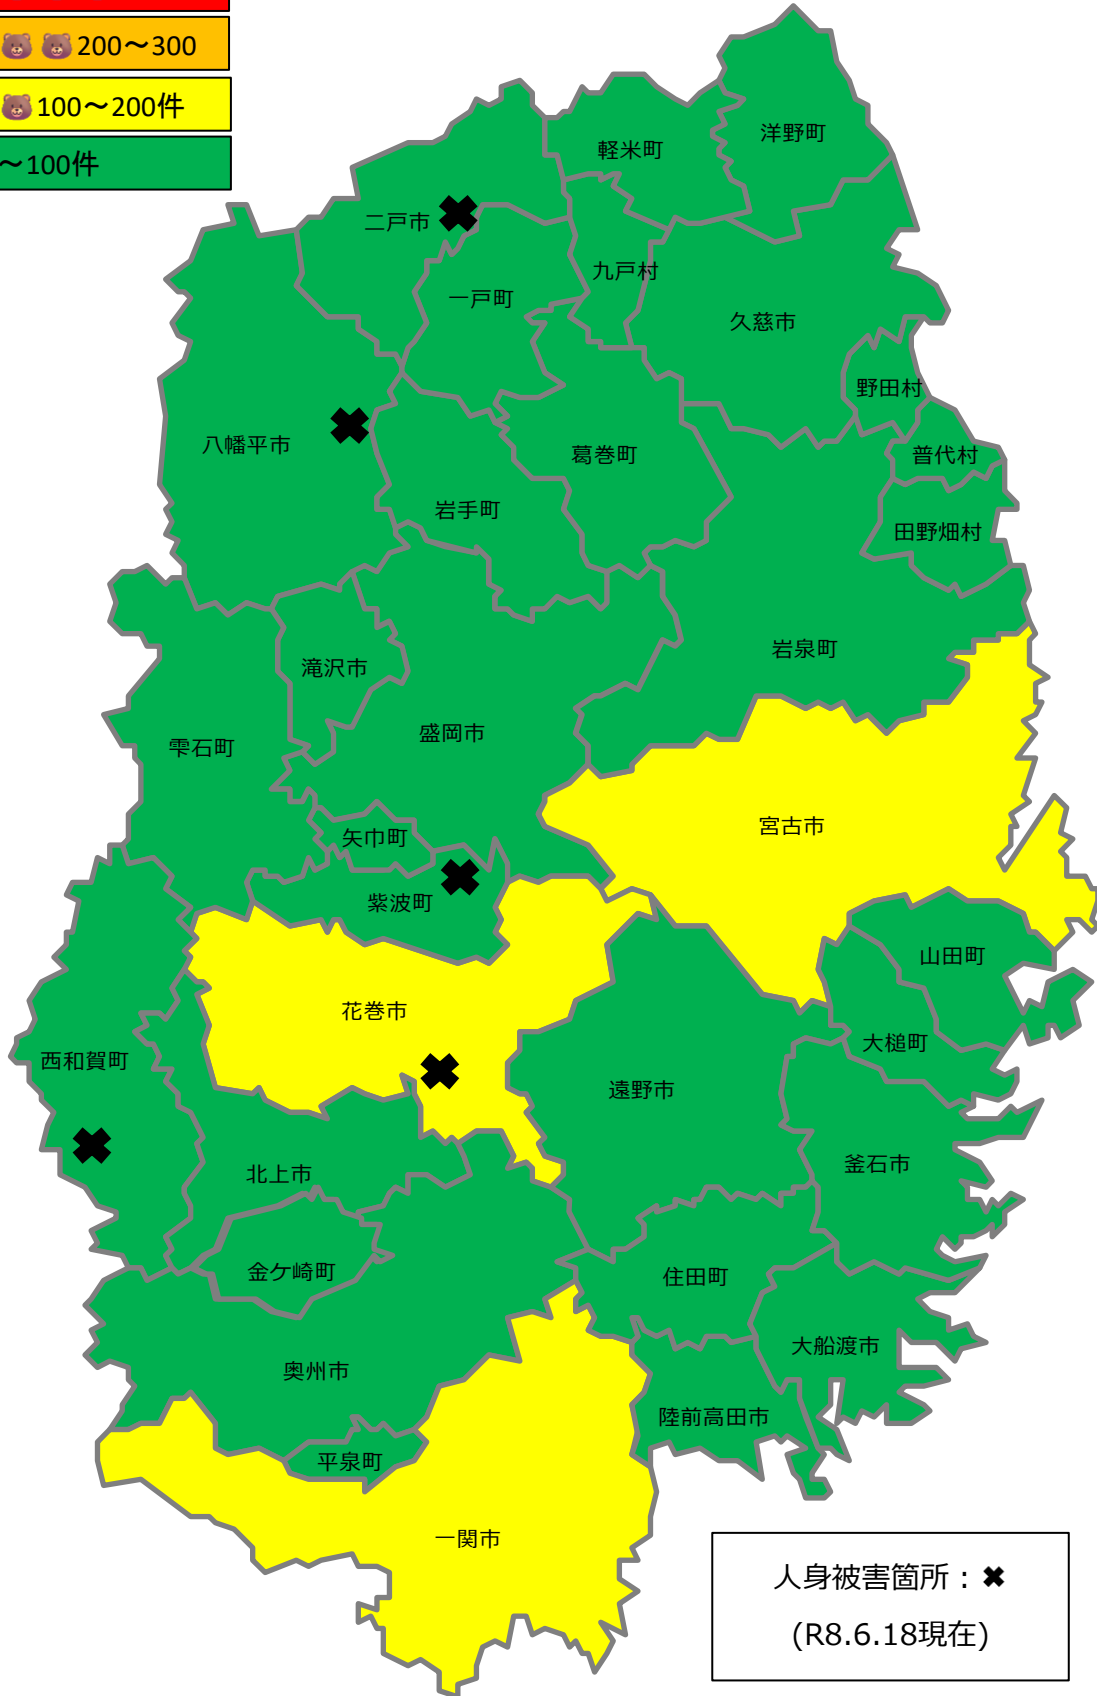 200～300
100～200件
～100件
洋野町
軽米町
二戸市
九戸村
一戸町
久慈市
野田村
八幡平市
葛巻町
普代村
岩手町
田野畑村
岩泉町
滝沢市
盛岡市
雫石町
宮古市
矢巾町
紫波町
山田町
花巻市
大槌町
西和賀町
遠野市
釜石市
北上市
金ケ崎町
住田町
大船渡市
奥州市
陸前高田市
平泉町
一関市
人身被害箇所：✖
(R8.6.18現在)